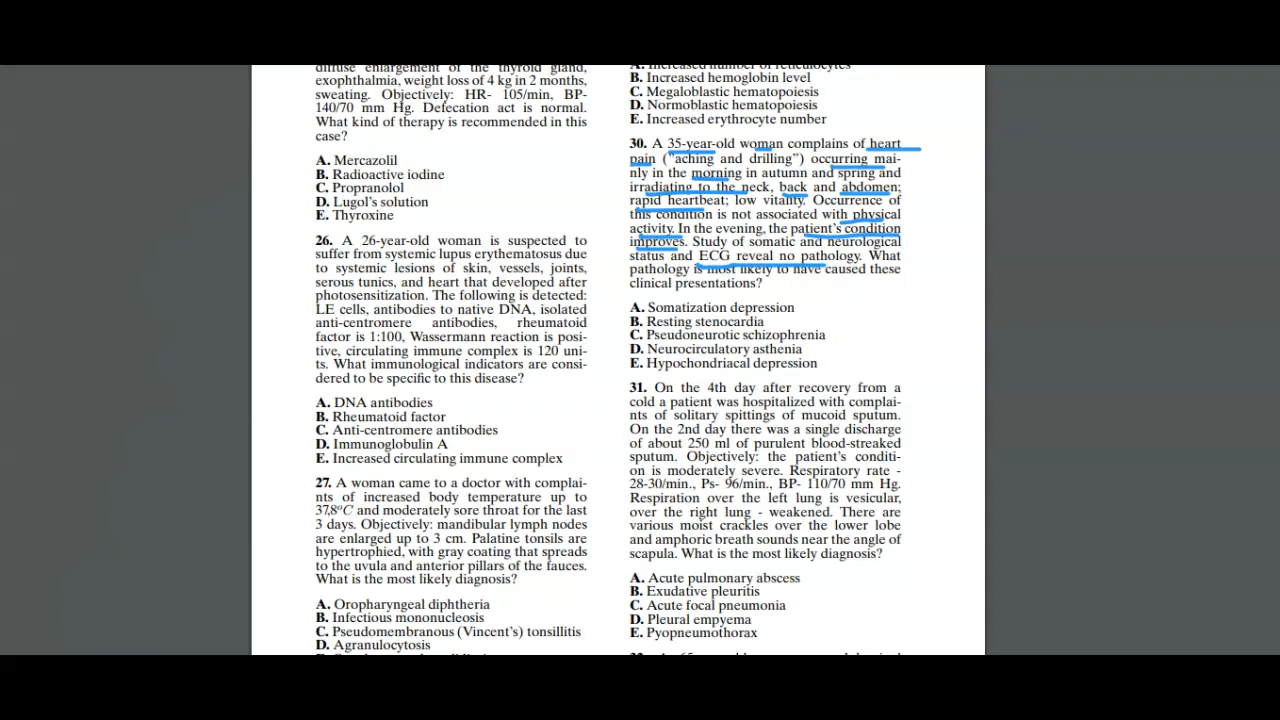 diffuse enlargement of the thyroid gland,
exophthalmia, weight loss of 4 kg in 2 months,
sweating. Objectively: HR- 105/min, BP-
140/70 mm Hg. Defecation act is normal.
What kind of therapy is recommended in this
case?
A. Mercazolil
B. Radioactive iodine
C. Propranolol
D. Lugol's solution
E. Thyroxine
26. A 26-year-old woman is suspected to
suffer from systemic lupus erythematosus due
to systemic lesions of skin, vessels, joints,
serous tunics, and heart that developed after
photosensitization. The following is detected:
LE cells, antibodies to native DNA, isolated
anti-centromere antibodies, rheumatoid
factor is 1:100, Wassermann reaction is posi-
tive, circulating immune complex is 120 uni-
ts. What immunological indicators are consi-
dered to be specific to this disease?
A. DNA antibodies
B. Rheumatoid factor
C. Anti-centromere antibodies
D. Immunoglobulin A
E. Increased circulating immune complex
27. A woman came to a doctor with complai-
nts of increased body temperature up to
37,8°C and moderately sore throat for the last
3 days. Objectively: mandibular lymph nodes
are enlarged up to 3 cm. Palatine tonsils are
hypertrophied, with gray coating that spreads
to the uvula and anterior pillars of the fauces.
What is the most likely diagnosis?
A. Oropharyngeal diphtheria
B. Infectious mononucleosis
C. Pseudomembranous (Vincent's) tonsillitis
D. Agranulocytosis
A. Increased number of reticulocytes
B. Increased hemoglobin level
C. Megaloblastic hematopoiesis
D. Normoblastic hematopoiesis
E. Increased erythrocyte number
30. A 35-year-old woman complains of heart
pain ("aching and drilling") occurring mai-
nly in the morning in autumn and spring and
irradiating to the neck, back and abdomen;
rapid heartbeat; low vitality. Occurrence of
this condition is not associated with physical
activity. In the evening, the patient's condition
improves. Study of somatic and neurological
status and ECG reveal no pathology. What
pathology is most likely to have caused these
clinical presentations?
A. Somatization depression
B. Resting stenocardia
C. Pseudoneurotic schizophrenia
D. Neurocirculatory asthenia
E. Hypochondriacal depression
31. On the 4th day after recovery from a
cold a patient was hospitalized with complai-
nts of solitary spittings of mucoid sputum.
On the 2nd day there was a single discharge
of about 250 ml of purulent blood-streaked
sputum. Objectively: the patient's conditi-
on is moderately severe. Respiratory rate -
28-30/min., Ps- 96/min., BP- 110/70 mm Hg.
Respiration over the left lung is vesicular,
over the right lung - weakened. There are
various moist crackles over the lower lobe
and amphoric breath sounds near the angle of
scapula. What is the most likely diagnosis?
A. Acute pulmonary abscess
B. Exudative pleuritis
C. Acute focal pneumonia
D. Pleural empyema
E. Pyopneumothorax